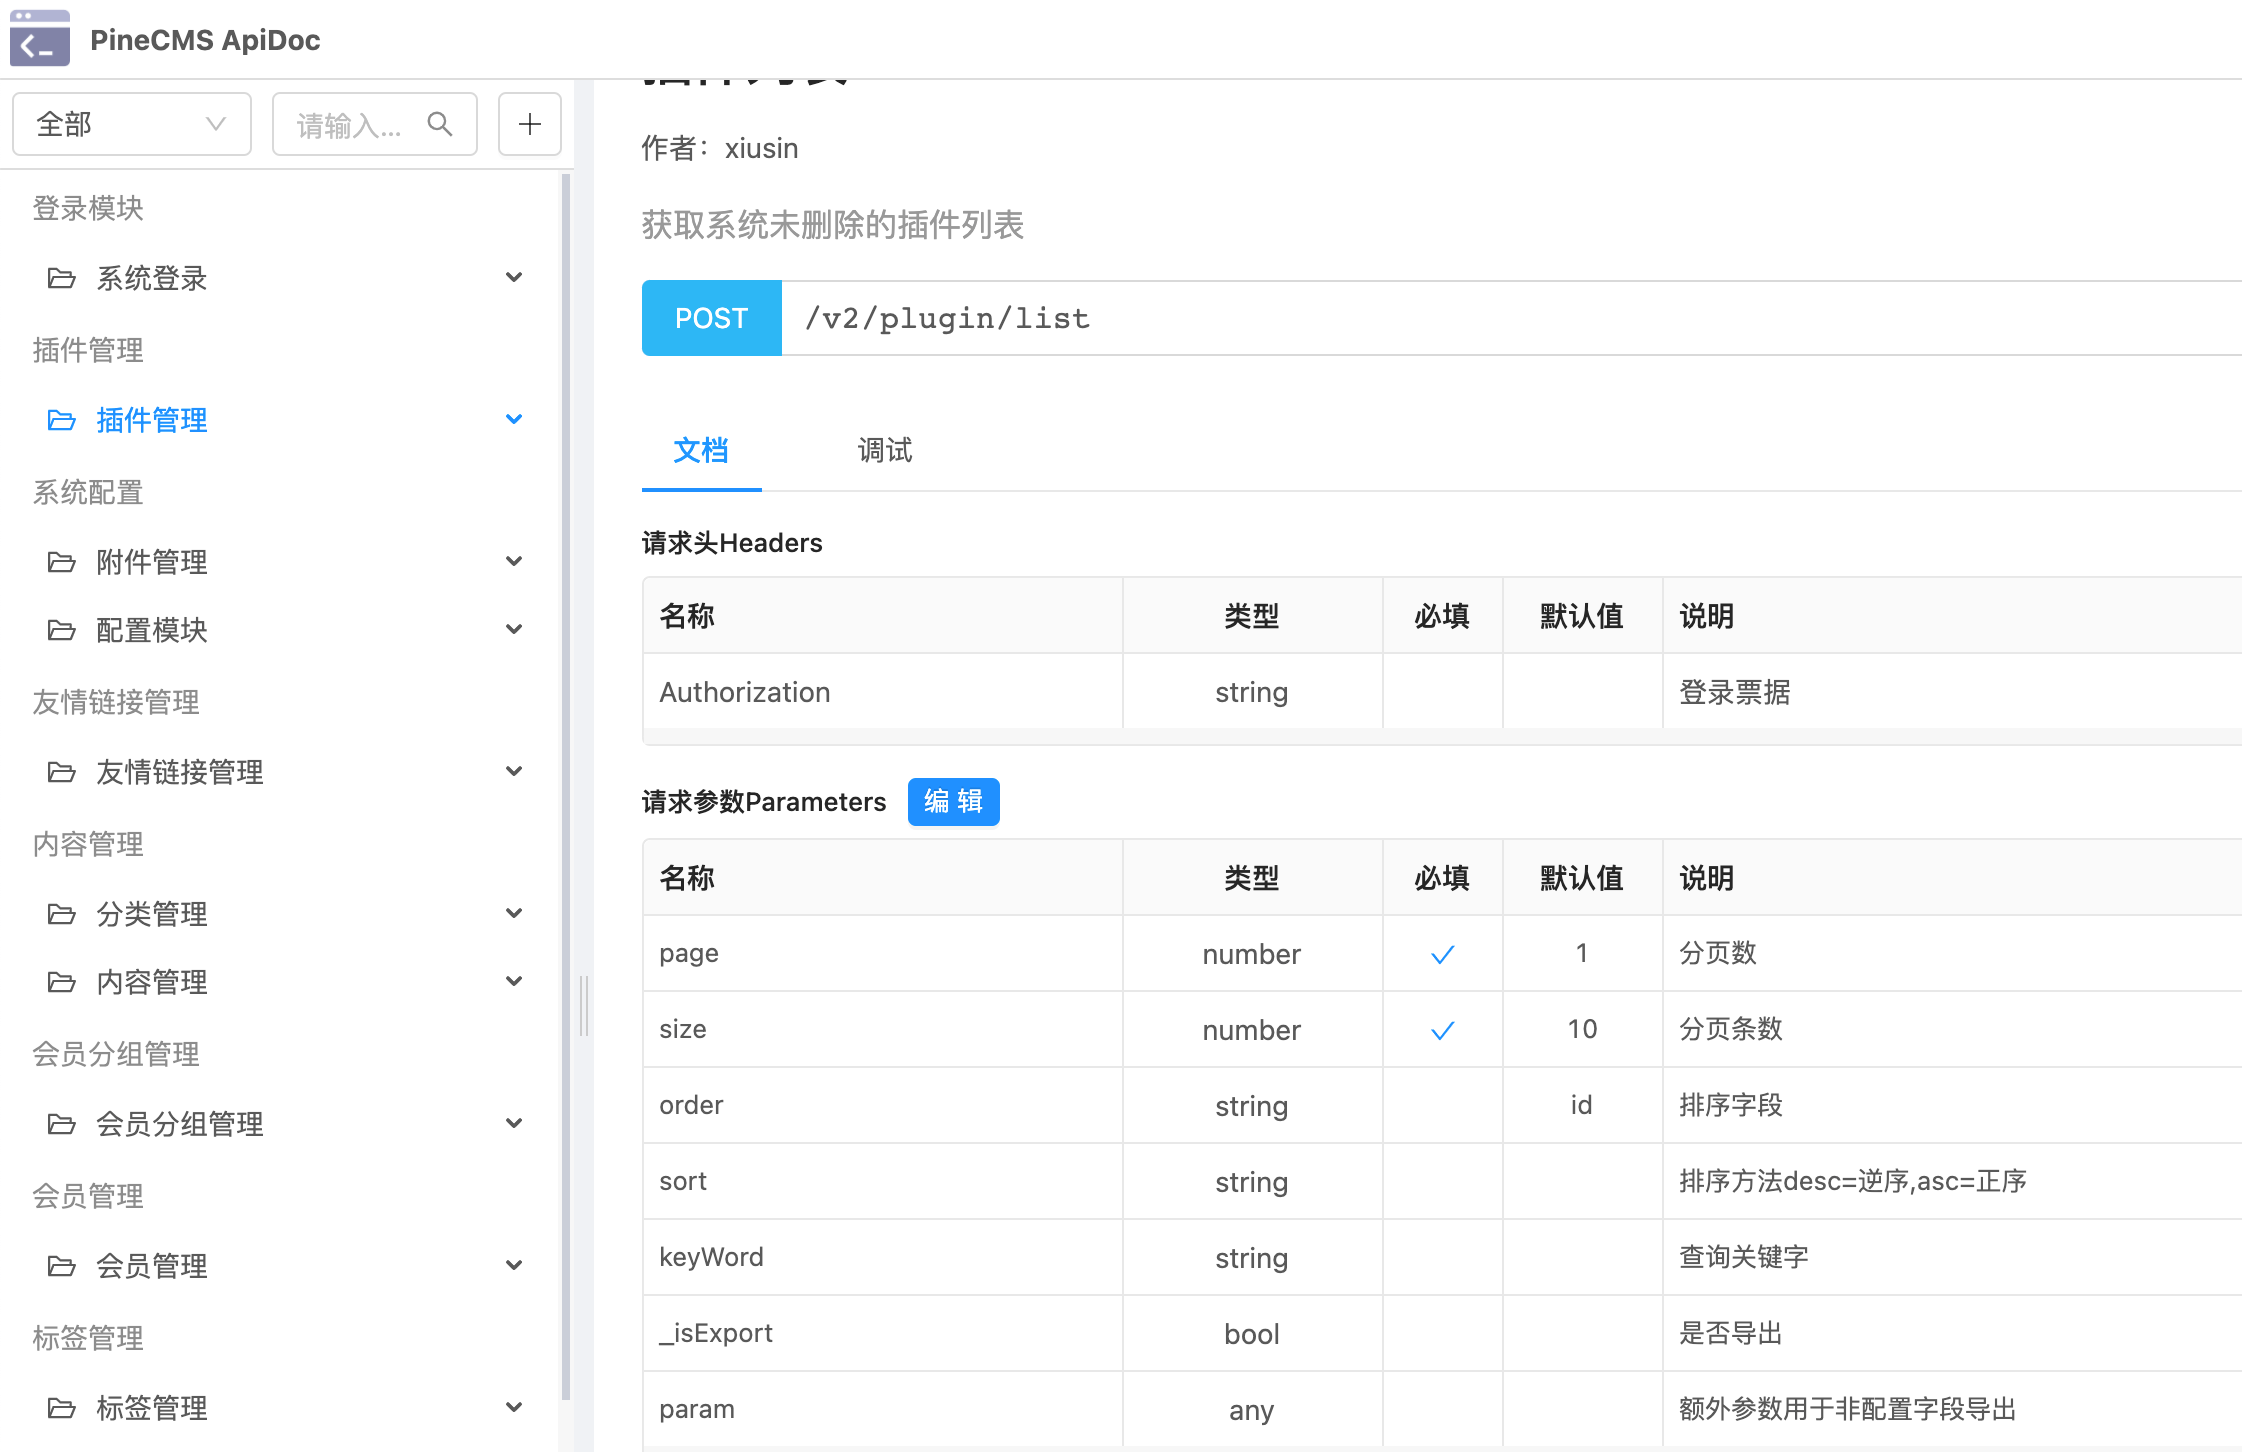 PineCMS ApiDoc
全部
请输入...
登录模块
系统登录
插件管理
插件管理
系统配置
附件管理
配置模块
友情链接管理
友情链接管理
内容管理
分类管理
内容管理
会员分组管理
会员分组管理
会员管理
会员管理
标签管理
标签管理
插件列表
作者：xiusin
获取系统未删除的插件列表
POST /v2/plugin/list
文档 调试
请求头Headers
名称 类型 必填 默认值 说明
Authorization string 登录票据
请求参数Parameters 编 辑
名称 类型 必填 默认值 说明
page number 1 分页数
size number 10 分页条数
order string id 排序字段
sort string 排序方法desc=逆序,asc=正序
keyWord string 查询关键字
_isExport bool 是否导出
param any 额外参数用于非配置字段导出